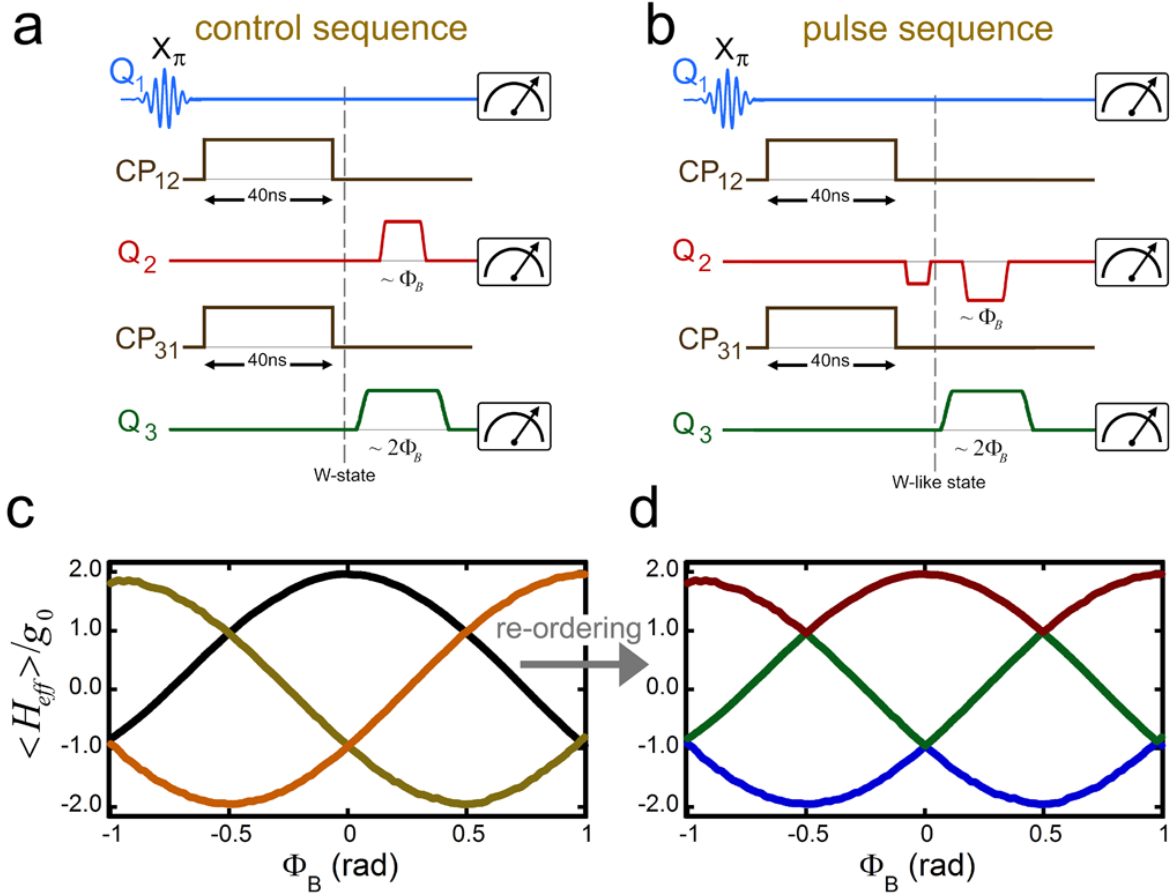 a control sequence
b pulse sequence
Xπ
Xπ
Q1
Q1
CP12
CP12
40ns
40ns
Q2
Q2
~ ΦB
~ ΦB
CP31
CP31
40ns
40ns
Q3
Q3
~ 2ΦB
~ 2ΦB
W-state
W-like state
c
d
<Heff>/g0
2.0
1.0
0.0
-1.0
-2.0
-1 -0.5 0 0.5 1
ΦB (rad)
re-ordering
2.0
1.0
0.0
-1.0
-2.0
-1 -0.5 0 0.5 1
ΦB (rad)